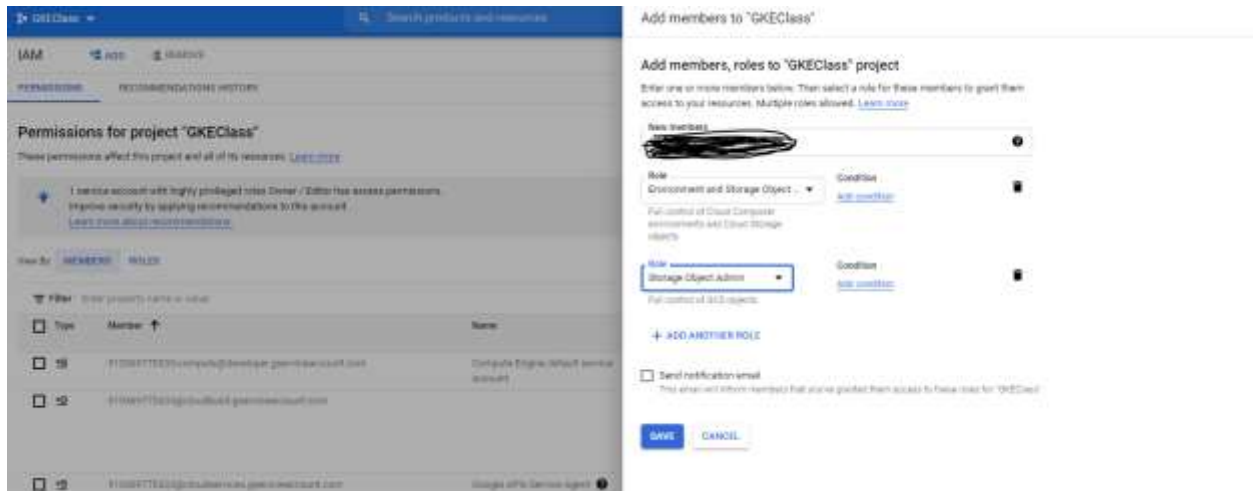 GKEClass
Search products and resources
IAM
ADD
REMOVE
PERMISSIONS
RECOMMENDATIONS HISTORY
Permissions for project "GKEClass"
These permissions affect this project and all of its resources. Learn more
1 service account with highly privileged roles Owner / Editor has excess permissions.
Improve security by applying recommendations to this account.
Learn more about recommendations
View By: MEMBERS ROLES
Filter Enter property name or value
Type Member Name
Compute Engine default service account
Google APIs Service Agent
Add members to "GKEClass"
Add members, roles to "GKEClass" project
Enter one or more members below. Then select a role for these members to grant them
access to your resources. Multiple roles allowed. Learn more
New members
Role
Environment and Storage Object ...
Condition
Add condition
Full control of Cloud Composer
environments and Cloud Storage
objects
Role
Storage Object Admin
Condition
Add condition
Full control of GCS objects.
+ ADD ANOTHER ROLE
Send notification email
This email will inform members that you've granted them access to these roles for "GKEClass"
SAVE
CANCEL